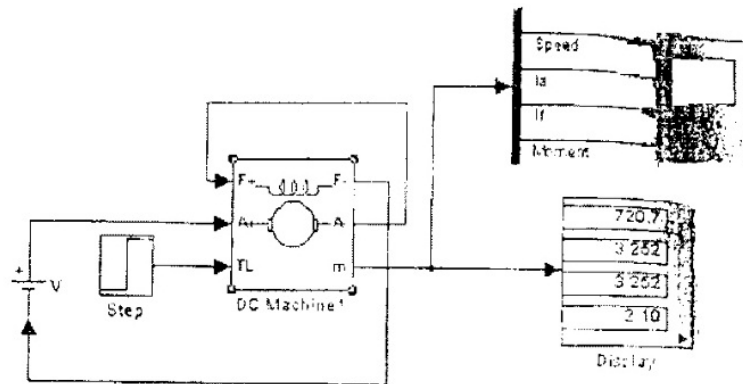 Speed
Ia
If
Moment
F+
F-
A+
A-
TL
m
DC Machine1
+
V
Step
720.7
3.252
3.252
2.10
Display